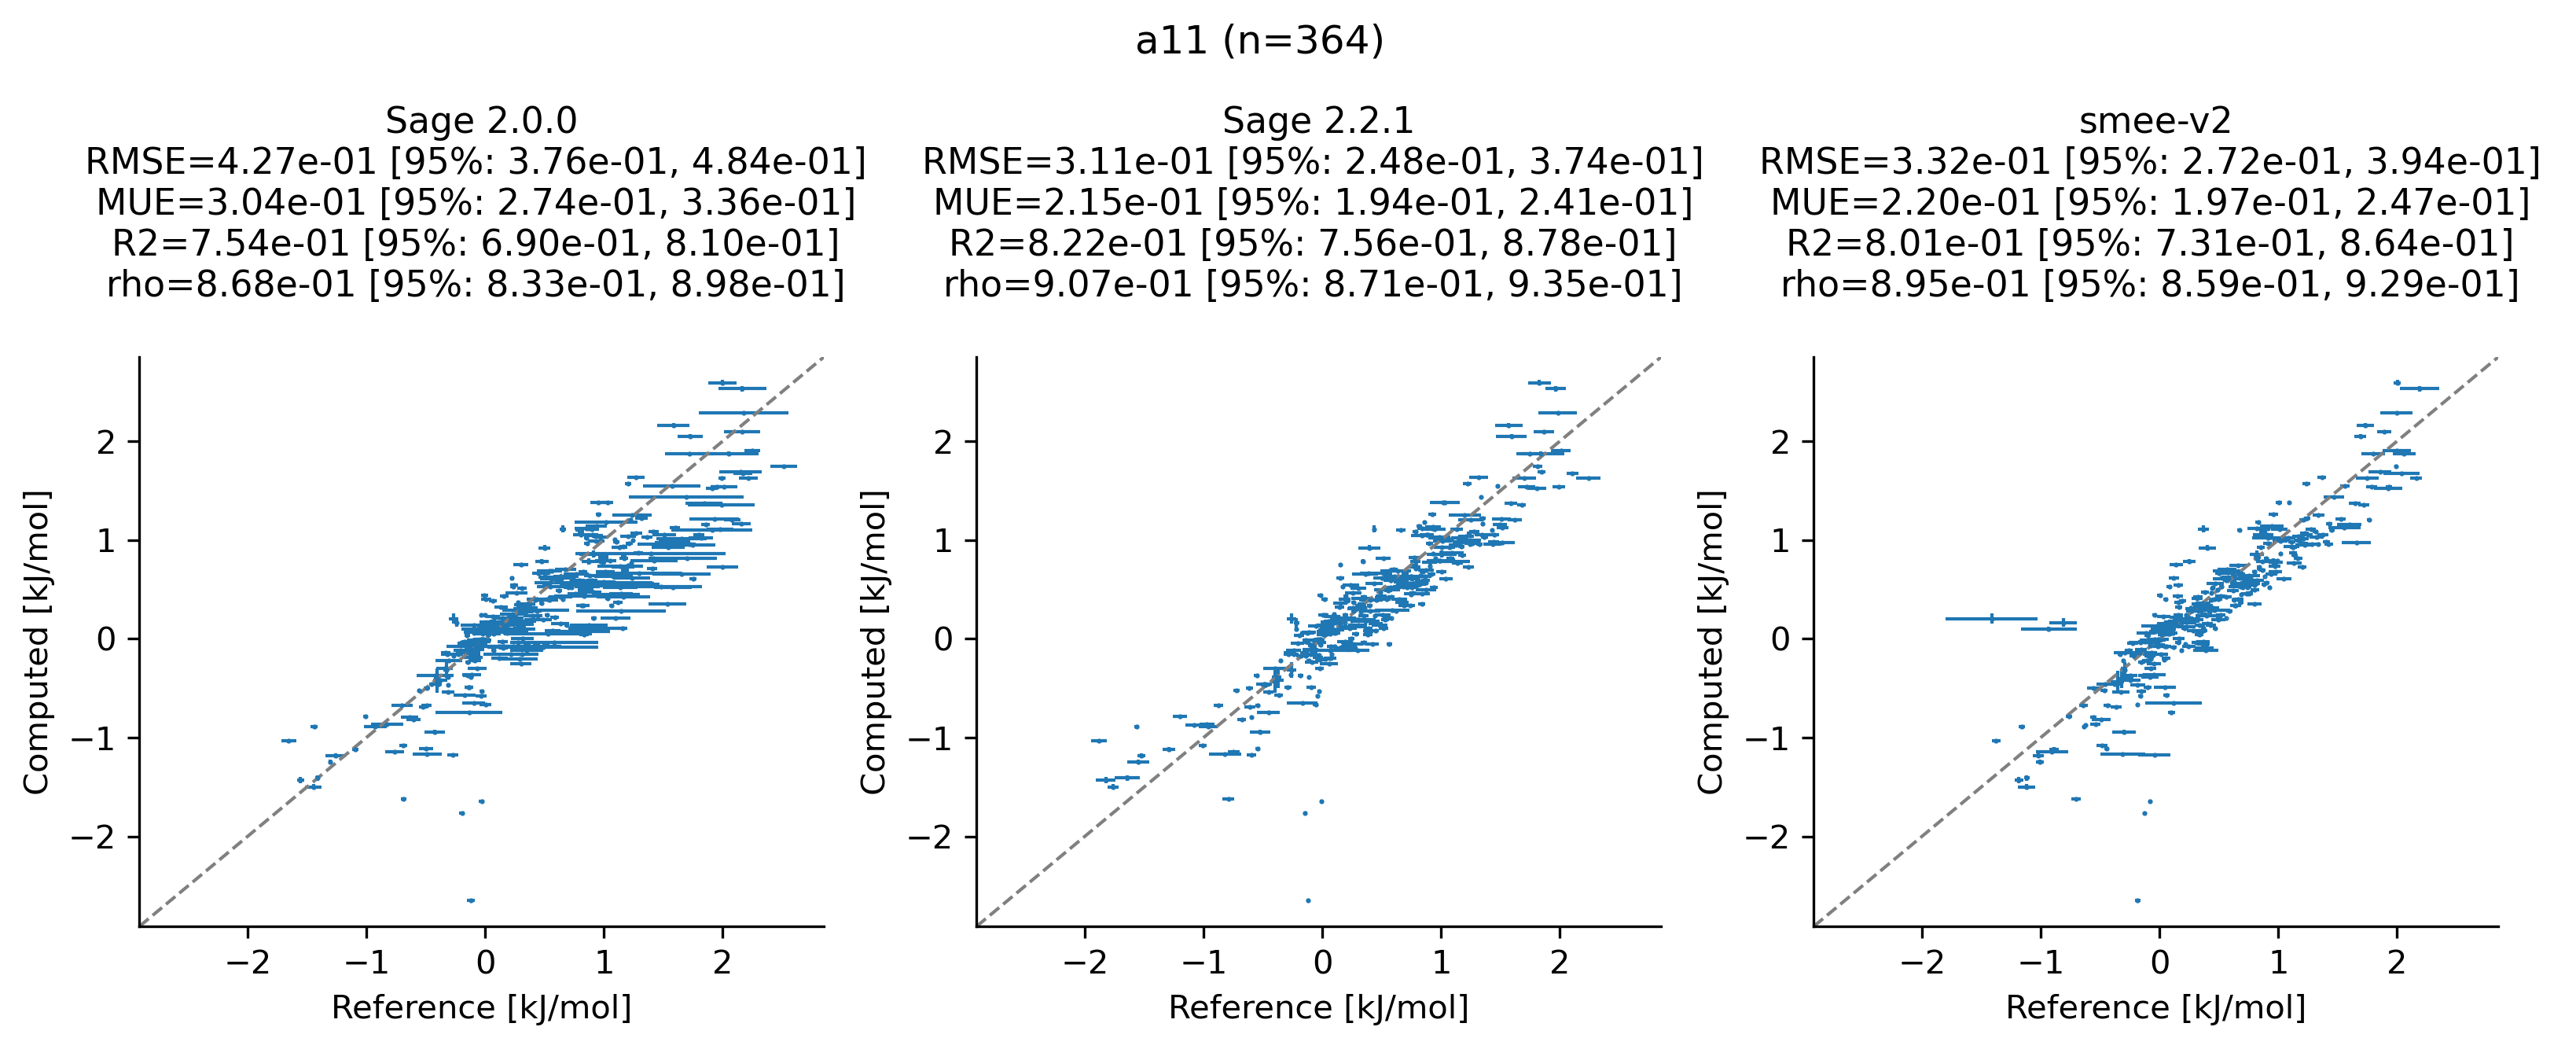 a11 (n=364)
Sage 2.0.0
RMSE=4.27e-01 [95%: 3.76e-01, 4.84e-01]
MUE=3.04e-01 [95%: 2.74e-01, 3.36e-01]
R2=7.54e-01 [95%: 6.90e-01, 8.10e-01]
rho=8.68e-01 [95%: 8.33e-01, 8.98e-01]
Computed [kJ/mol]
2
1
0
−1
−2
−2 −1 0 1 2
Reference [kJ/mol]
Sage 2.2.1
RMSE=3.11e-01 [95%: 2.48e-01, 3.74e-01]
MUE=2.15e-01 [95%: 1.94e-01, 2.41e-01]
R2=8.22e-01 [95%: 7.56e-01, 8.78e-01]
rho=9.07e-01 [95%: 8.71e-01, 9.35e-01]
Computed [kJ/mol]
2
1
0
−1
−2
−2 −1 0 1 2
Reference [kJ/mol]
smee-v2
RMSE=3.32e-01 [95%: 2.72e-01, 3.94e-01]
MUE=2.20e-01 [95%: 1.97e-01, 2.47e-01]
R2=8.01e-01 [95%: 7.31e-01, 8.64e-01]
rho=8.95e-01 [95%: 8.59e-01, 9.29e-01]
Computed [kJ/mol]
2
1
0
−1
−2
−2 −1 0 1 2
Reference [kJ/mol]